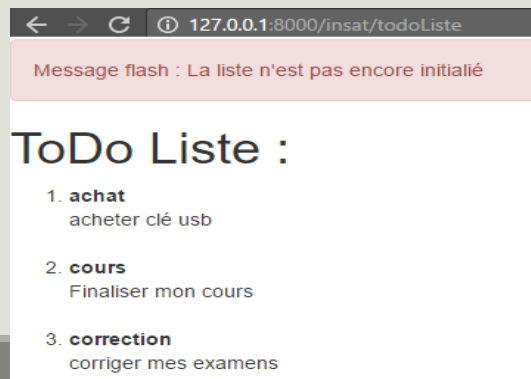 127.0.0.1:8000/insat/todoListe
Message flash : La liste n'est pas encore initialié
ToDo Liste :
1. achat
acheter clé usb
2. cours
Finaliser mon cours
3. correction
corriger mes examens